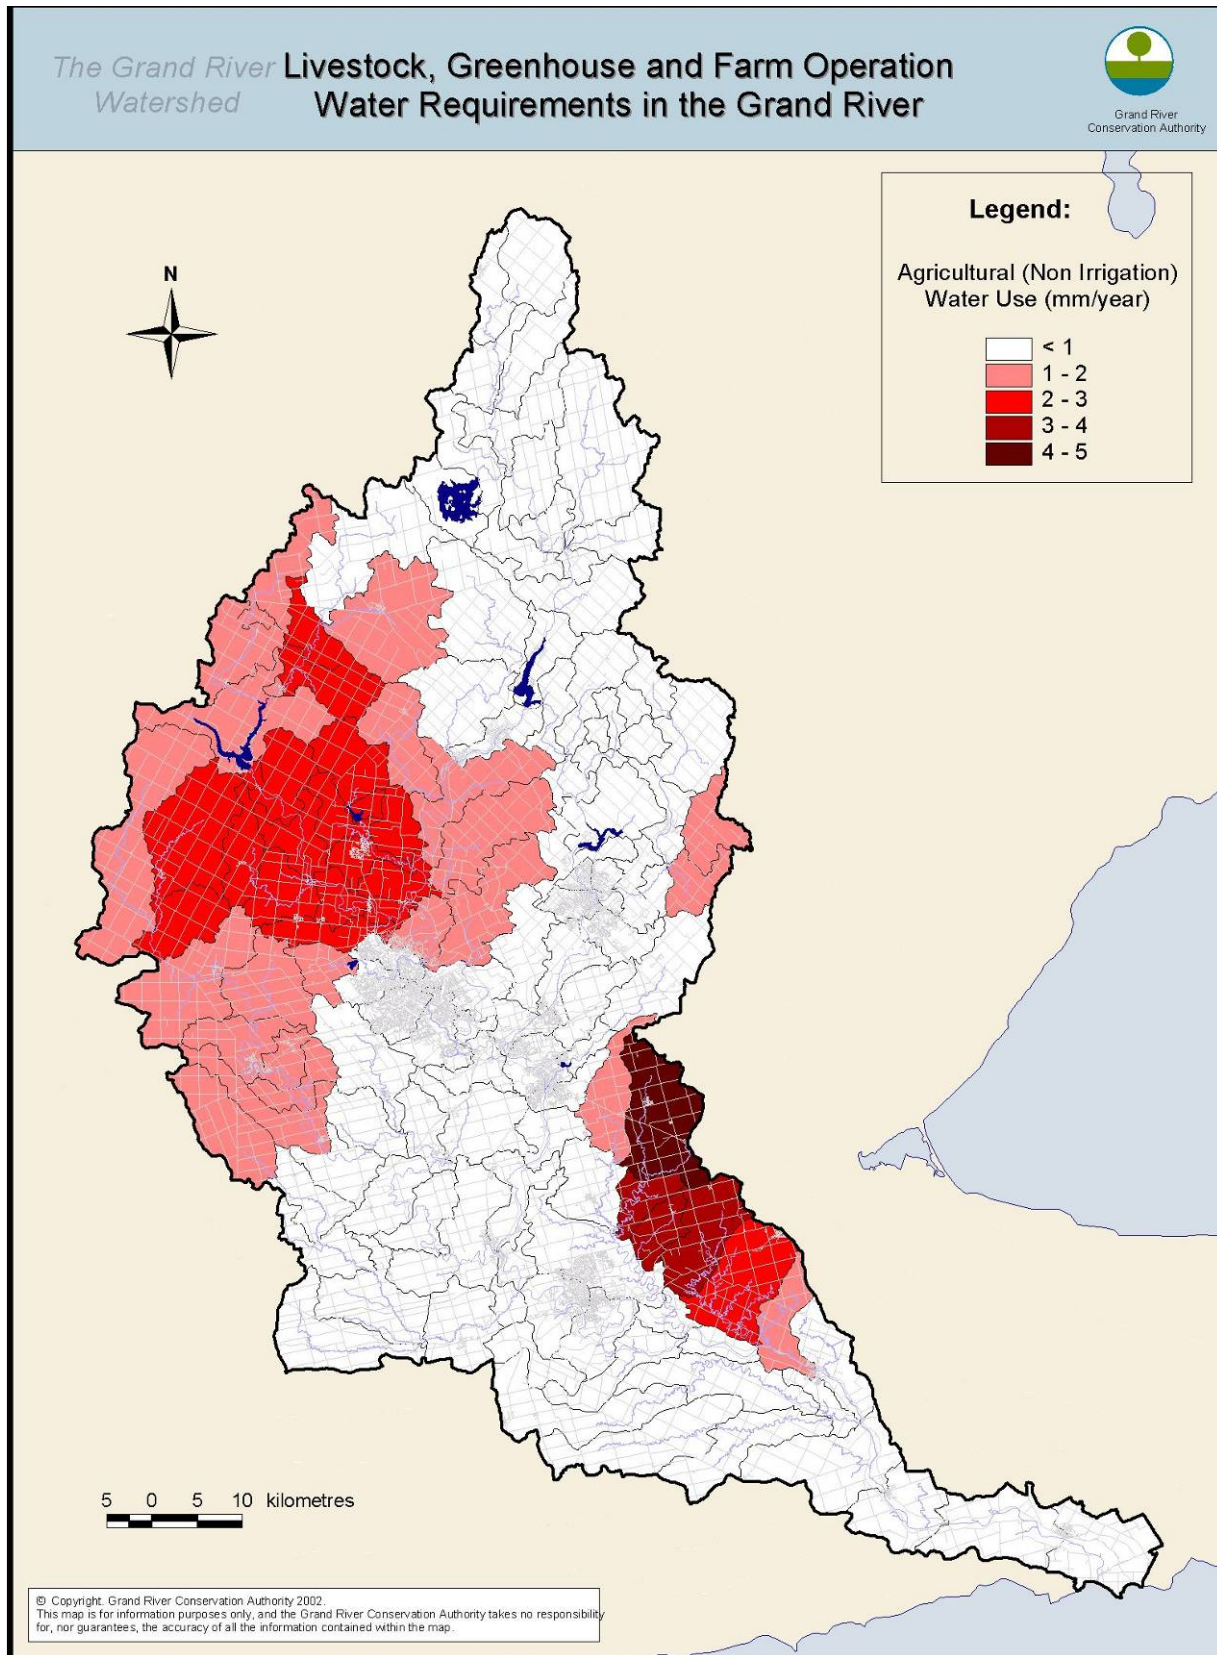 The Grand River
Watershed
Livestock, Greenhouse and Farm Operation
Water Requirements in the Grand River
Grand River
Conservation Authority
Legend:
Agricultural (Non Irrigation)
Water Use (mm/year)
< 1
1 - 2
2 - 3
3 - 4
4 - 5
N
5 0 5 10 kilometres
© Copyright. Grand River Conservation Authority 2002.
This map is for information purposes only, and the Grand River Conservation Authority takes no responsibility
for, nor guarantees, the accuracy of all the information contained within the map.